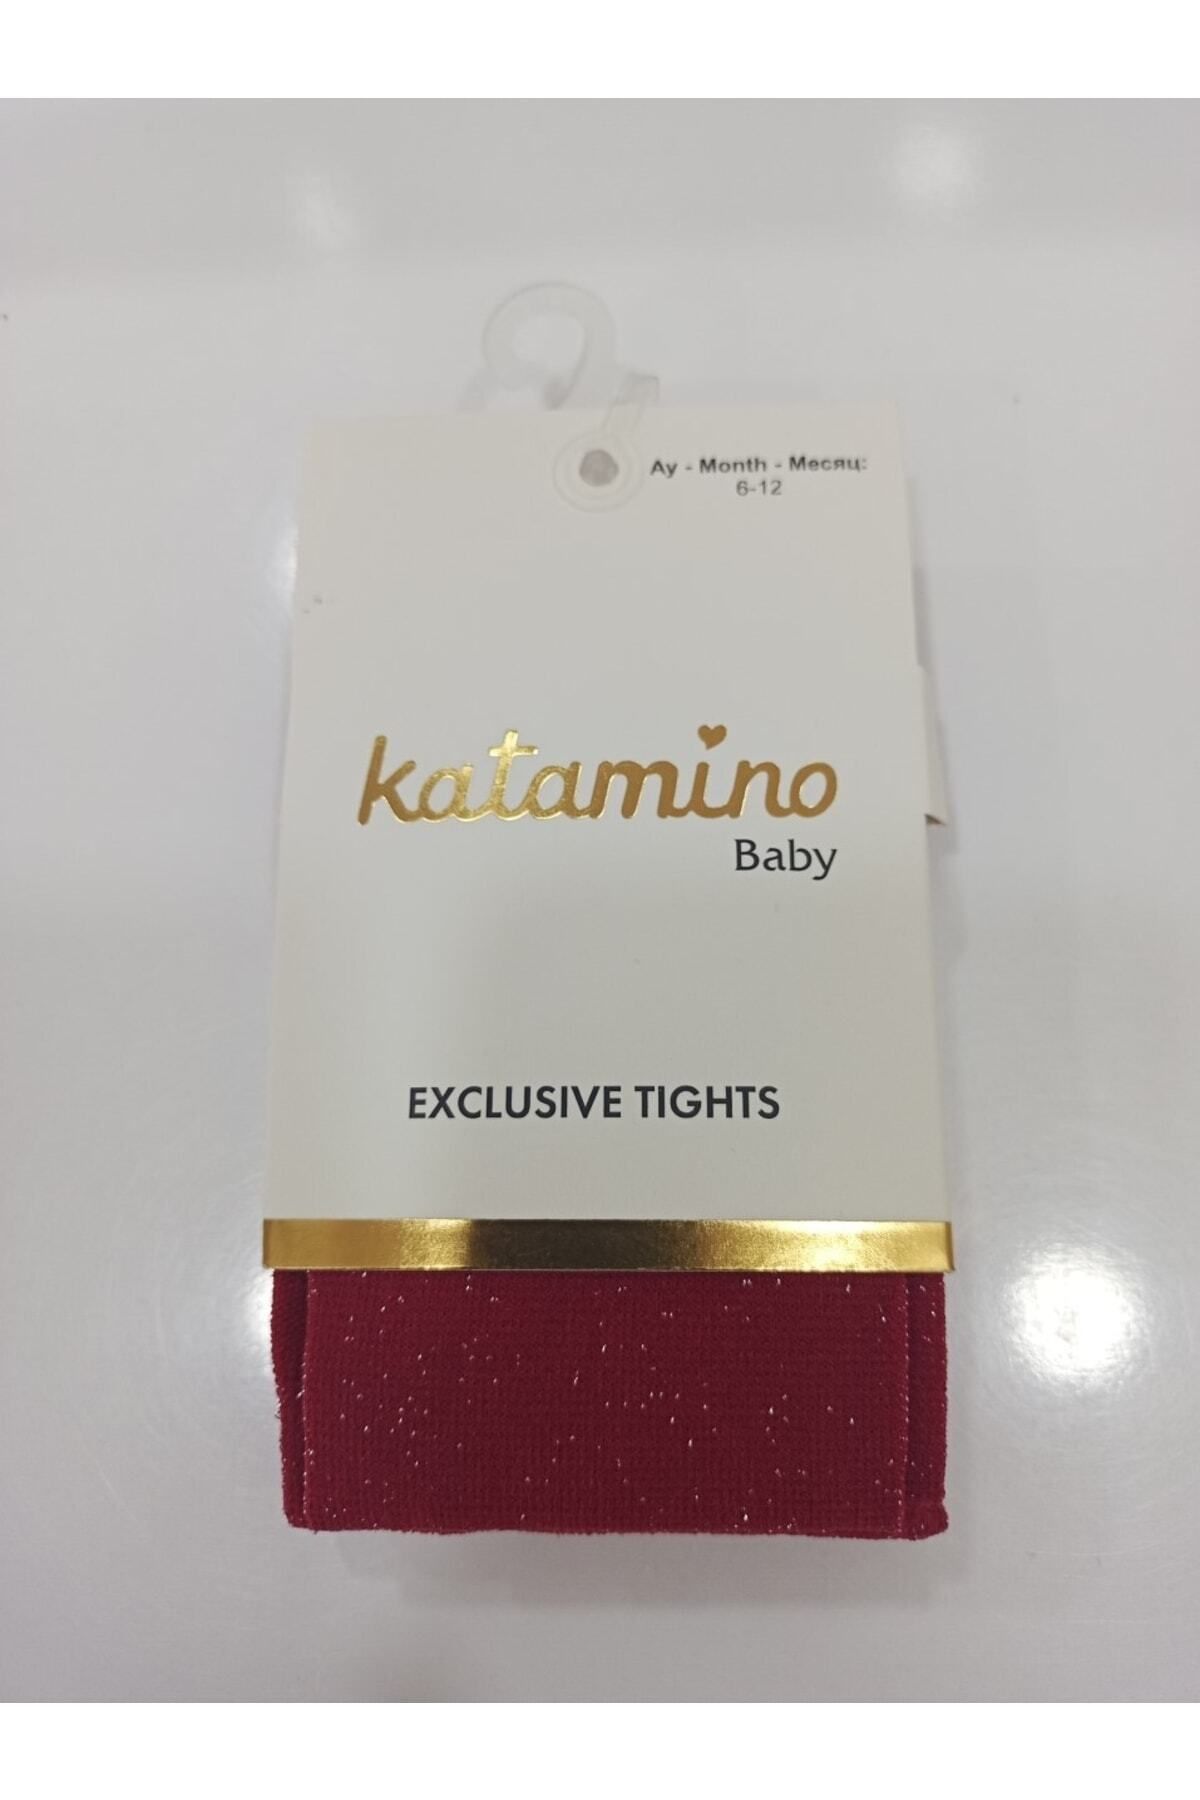 Ay - Month - Месяц:
6-12
katamino
Baby
EXCLUSIVE TIGHTS